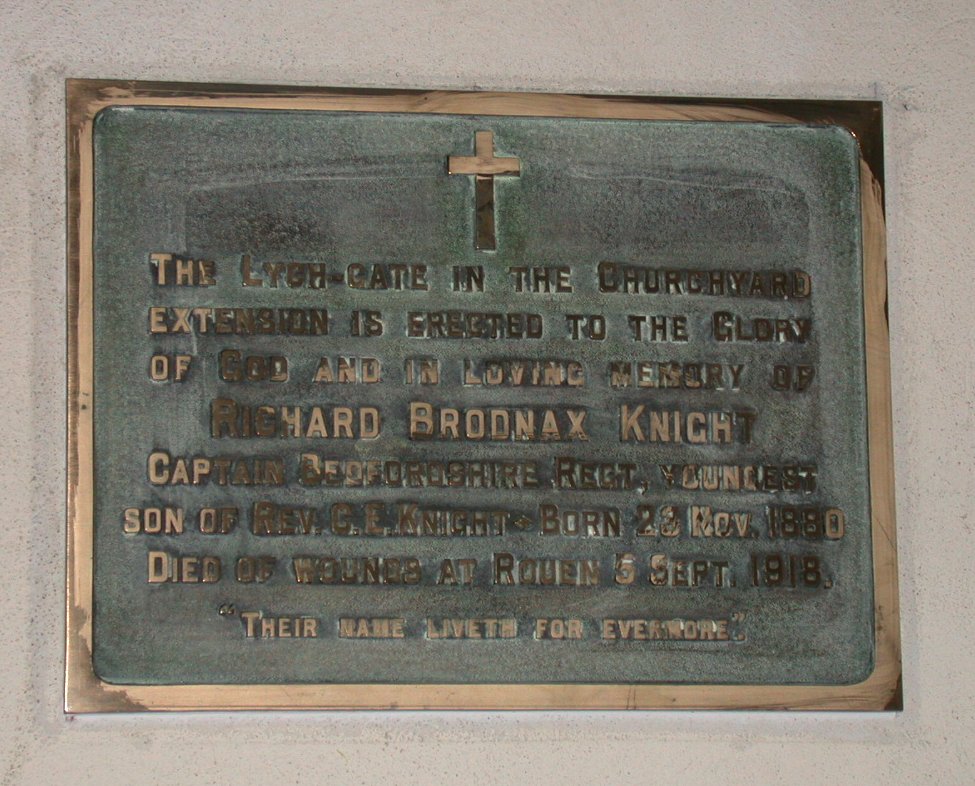 THE LYCH-GATE IN THE CHURCHYARD
EXTENSION IS ERECTED TO THE GLORY
OF GOD AND IN LOVING MEMORY OF
RICHARD BRODNAX KNIGHT
CAPTAIN BEDFORDSHIRE REGT, YOUNGEST
SON OF REV. C.E. KNIGHT - BORN 23 NOV. 1880
DIED OF WOUNDS AT ROUEN 5 SEPT. 1918.
"THEIR NAME LIVETH FOR EVERMORE"